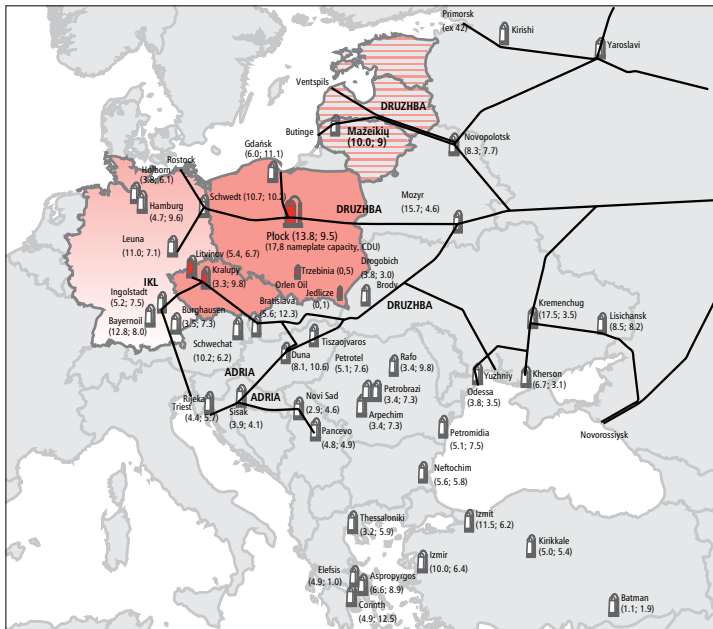 Primorsk
(ex 42)
Kirishi
Yaroslavl
Ventspils
DRUZHBA
Butinge
Mažeikių
(10.0; 9)
Novopolotsk
(8.3; 7.7)
Gdańsk
(6.0; 11.1)
Rostock
Holborn
(3.8; 6.1)
Hamburg
(4.7; 9.6)
Schwedt (10.7; 10.2)
Mozyr
(15.7; 4.6)
DRUZHBA
Płock (13.8; 9.5)
(17,8 nameplate capacity, CDU)
Leuna
(11.0; 7.1)
Litvinov (5.4, 6.7)
Kralupy
(3.3; 9.8)
Trzebinia (0,5)
Orlen Oil
Jedlicze
(0,1)
Drogobich
(3.8; 3.0)
Brody
DRUZHBA
IKL
Ingolstadt
(5.2; 7.5)
Bayernoil
(12.8; 8.0)
Burghausen
(3.5; 7.3)
Bratislava
(5.6; 12.3)
Schwechat
(10.2; 6.2)
Tiszaojvaros
Duna
(8.1, 10.6)
Kremenchug
(17.5; 3.5)
Lisichansk
(8.5; 8.2)
Petrotel
(5.1; 7.6)
Rafo
(3.4; 9.8)
Yuzhniy
Kherson
(6.7; 3.1)
Odessa
(3.8; 3.5)
ADRIA
ADRIA
Rijeka
Triest
(4.4; 5.7)
Sisak
(3.9; 4.1)
Novi Sad
(2.9; 4.6)
Petrobrazi
(3.4; 7.3)
Arpechim
(3.4; 7.3)
Pancevo
(4.8; 4.9)
Petromidia
(5.1; 7.5)
Novorossiysk
Neftochim
(5.6; 5.8)
Thessaloniki
(3.2; 5.9)
Izmit
(11.5; 6.2)
Kirikkale
(5.0; 5.4)
Izmir
(10.0; 6.4)
Elefsis
(4.9; 1.0)
Aspropyrgos
(6.6; 8.9)
Corinth
(4.9; 12.5)
Batman
(1.1; 1.9)